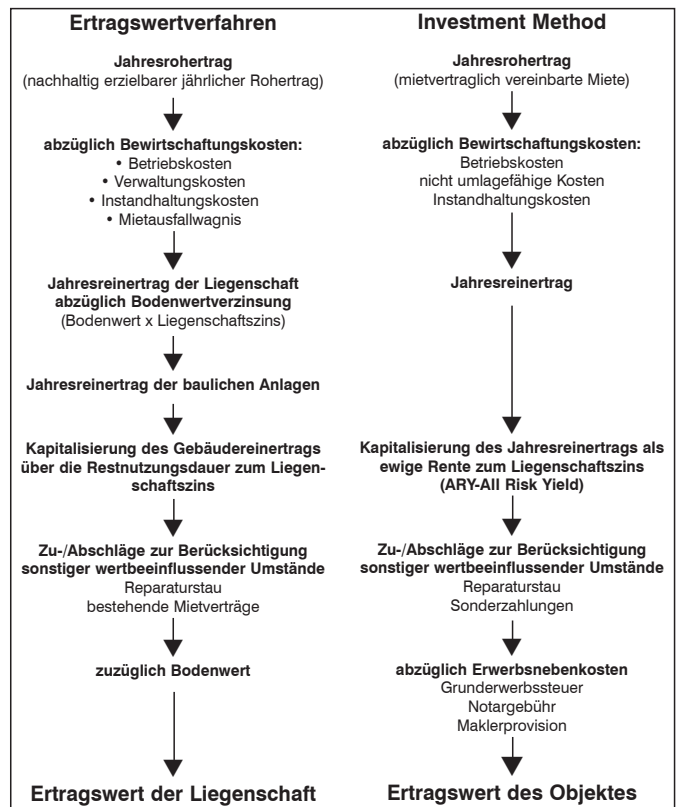 Ertragswertverfahren
Jahresrohertrag
(nachhaltig erzielbarer jährlicher Rohertrag)
abzüglich Bewirtschaftungskosten:
• Betriebskosten
• Verwaltungskosten
• Instandhaltungskosten
• Mietausfallwagnis
Jahresreinertrag der Liegenschaft
abzüglich Bodenwertverzinsung
(Bodenwert x Liegenschaftszins)
Jahresreinertrag der baulichen Anlagen
Kapitalisierung des Gebäudereinertrags
über die Restnutzungsdauer zum Liegen-
schaftszins
Zu-/Abschläge zur Berücksichtigung
sonstiger wertbeeinflussender Umstände
Reparaturstau
bestehende Mietverträge
zuzüglich Bodenwert
Ertragswert der Liegenschaft
Investment Method
Jahresrohertrag
(mietvertraglich vereinbarte Miete)
abzüglich Bewirtschaftungskosten:
Betriebskosten
nicht umlagefähige Kosten
Instandhaltungskosten
Jahresreinertrag
Kapitalisierung des Jahresreinertrags als
ewige Rente zum Liegenschaftszins
(ARY-All Risk Yield)
Zu-/Abschläge zur Berücksichtigung
sonstiger wertbeeinflussender Umstände
Reparaturstau
Sonderzahlungen
abzüglich Erwerbsnebenkosten
Grunderwerbssteuer
Notargebühr
Maklerprovision
Ertragswert des Objektes